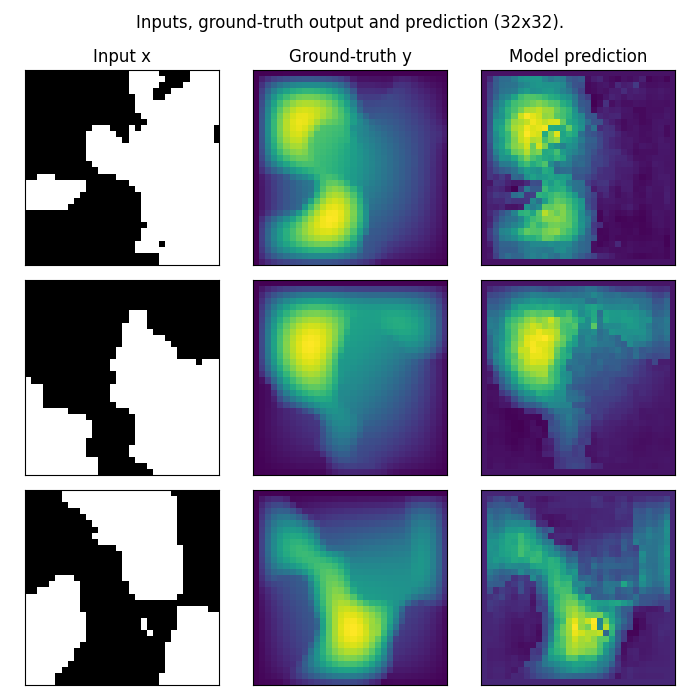 Inputs, ground-truth output and prediction (32x32).
Input x
Ground-truth y
Model prediction